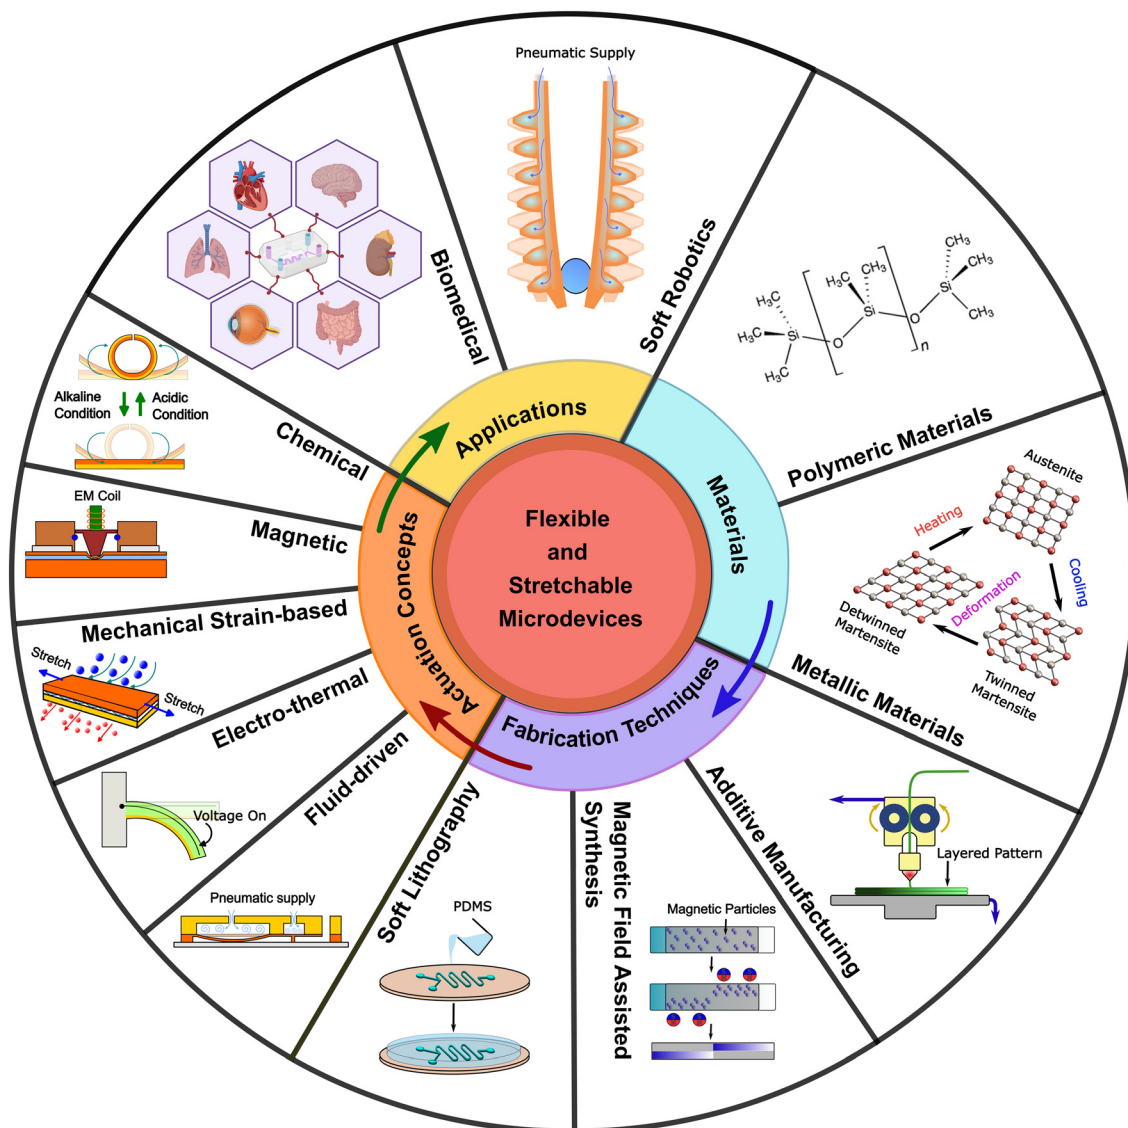 Flexible
and
Stretchable
Microdevices
Applications
Materials
Fabrication Techniques
Actuation Concepts
Pneumatic Supply
Soft Robotics
H₃C
H₃C
H₃C
Si
O
H₃C
CH₃
Si
n
O
Si
CH₃
CH₃
CH₃
Polymeric Materials
Austenite
Heating
Cooling
Deformation
Detwinned
Martensite
Twinned
Martensite
Metallic Materials
Layered Pattern
Additive Manufacturing
Magnetic Particles
Magnetic Field Assisted
Synthesis
PDMS
Soft Lithography
Pneumatic supply
Fluid-driven
Voltage On
Electro-thermal
Stretch
Stretch
Mechanical Strain-based
EM Coil
Magnetic
Alkaline
Condition
Acidic
Condition
Chemical
Biomedical